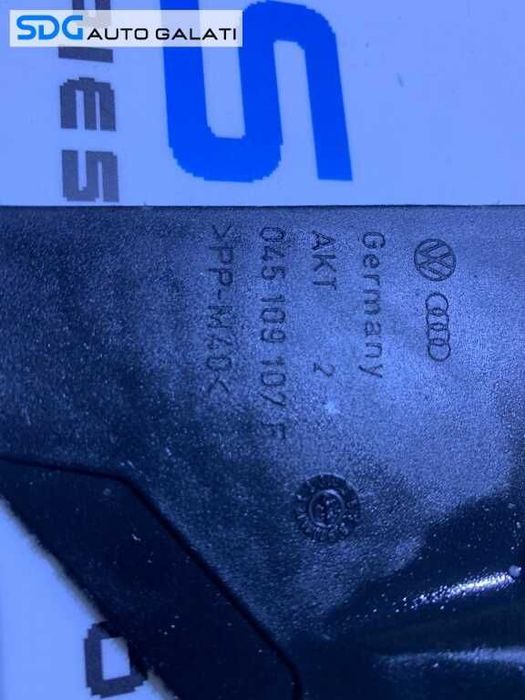 SDG AUTO GALATI
Germany
AKT 2
045 109 107 F
>PP-M40<